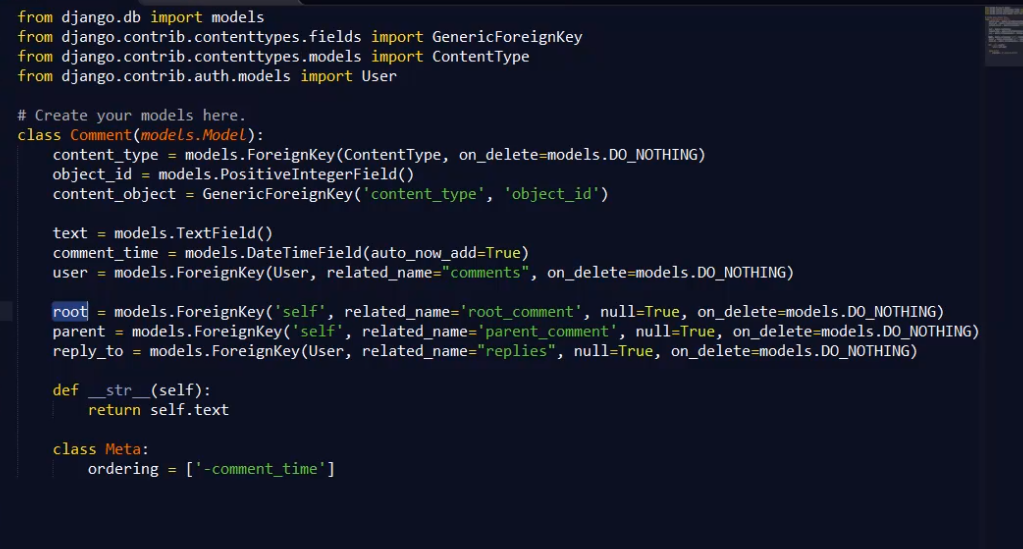 from django.db import models
from django.contrib.contenttypes.fields import GenericForeignKey
from django.contrib.contenttypes.models import ContentType
from django.contrib.auth.models import User
# Create your models here.
class Comment(models.Model):
    content_type = models.ForeignKey(ContentType, on_delete=models.DO_NOTHING)
    object_id = models.PositiveIntegerField()
    content_object = GenericForeignKey('content_type', 'object_id')
    text = models.TextField()
    comment_time = models.DateTimeField(auto_now_add=True)
    user = models.ForeignKey(User, related_name="comments", on_delete=models.DO_NOTHING)
    root = models.ForeignKey('self', related_name='root_comment', null=True, on_delete=models.DO_NOTHING)
    parent = models.ForeignKey('self', related_name='parent_comment', null=True, on_delete=models.DO_NOTHING)
    reply_to = models.ForeignKey(User, related_name="replies", null=True, on_delete=models.DO_NOTHING)
    def __str__(self):
        return self.text
    class Meta:
        ordering = ['-comment_time']